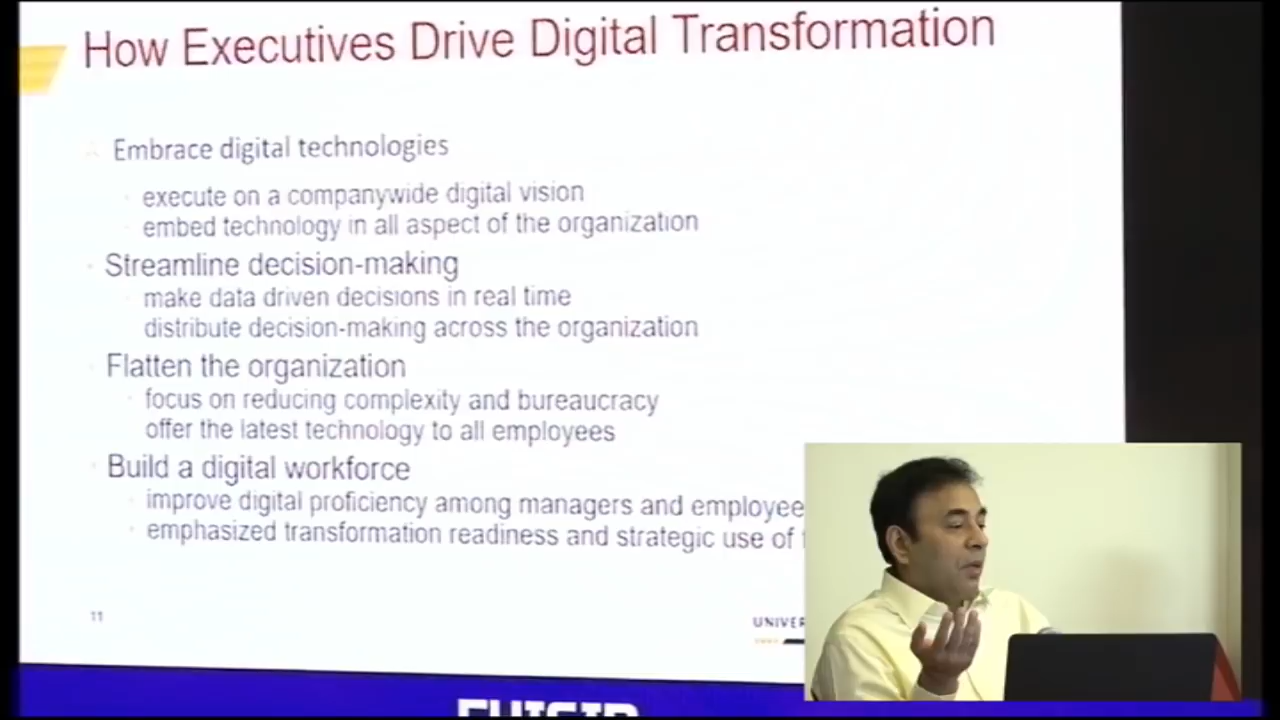 How Executives Drive Digital Transformation
Embrace digital technologies
execute on a companywide digital vision
embed technology in all aspect of the organization
Streamline decision-making
make data driven decisions in real time
distribute decision-making across the organization
Flatten the organization
focus on reducing complexity and bureaucracy
offer the latest technology to all employees
Build a digital workforce
improve digital proficiency among managers and employee
emphasized transformation readiness and strategic use of
11
UNIVER